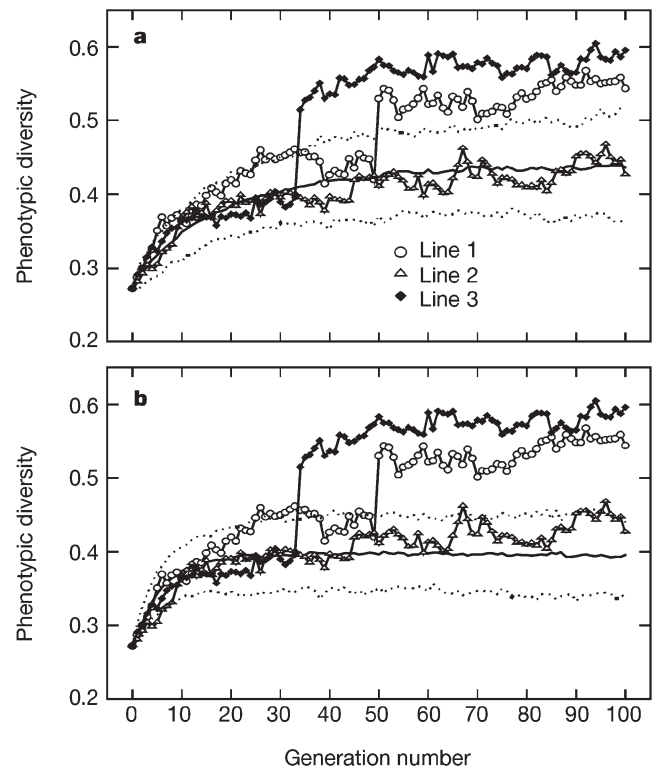 a
Phenotypic diversity
0.6
0.5
0.4
0.3
0.2
Line 1
Line 2
Line 3
b
Phenotypic diversity
0.6
0.5
0.4
0.3
0.2
0 10 20 30 40 50 60 70 80 90 100
Generation number